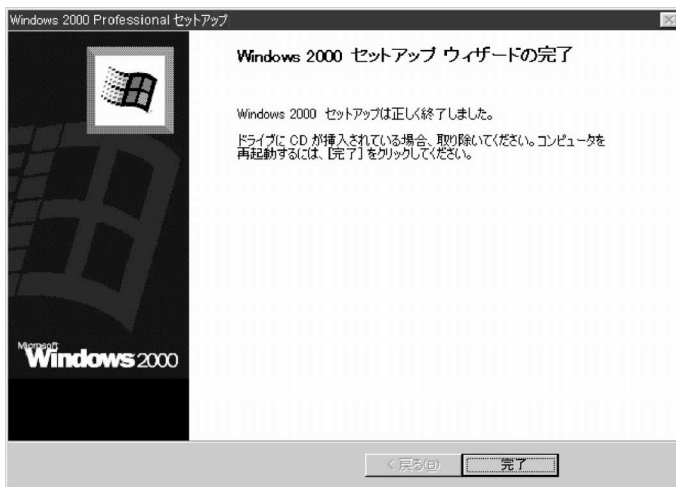 Windows 2000 Professional セットアップ
Windows 2000 セットアップ ウィザードの完了
Windows 2000 セットアップは正しく終了しました。
ドライブに CD が挿入されている場合、取り除いてください。コンピュータを
再起動するには、[完了] をクリックしてください。
Microsoft
Windows 2000
< 戻る(B)
完了